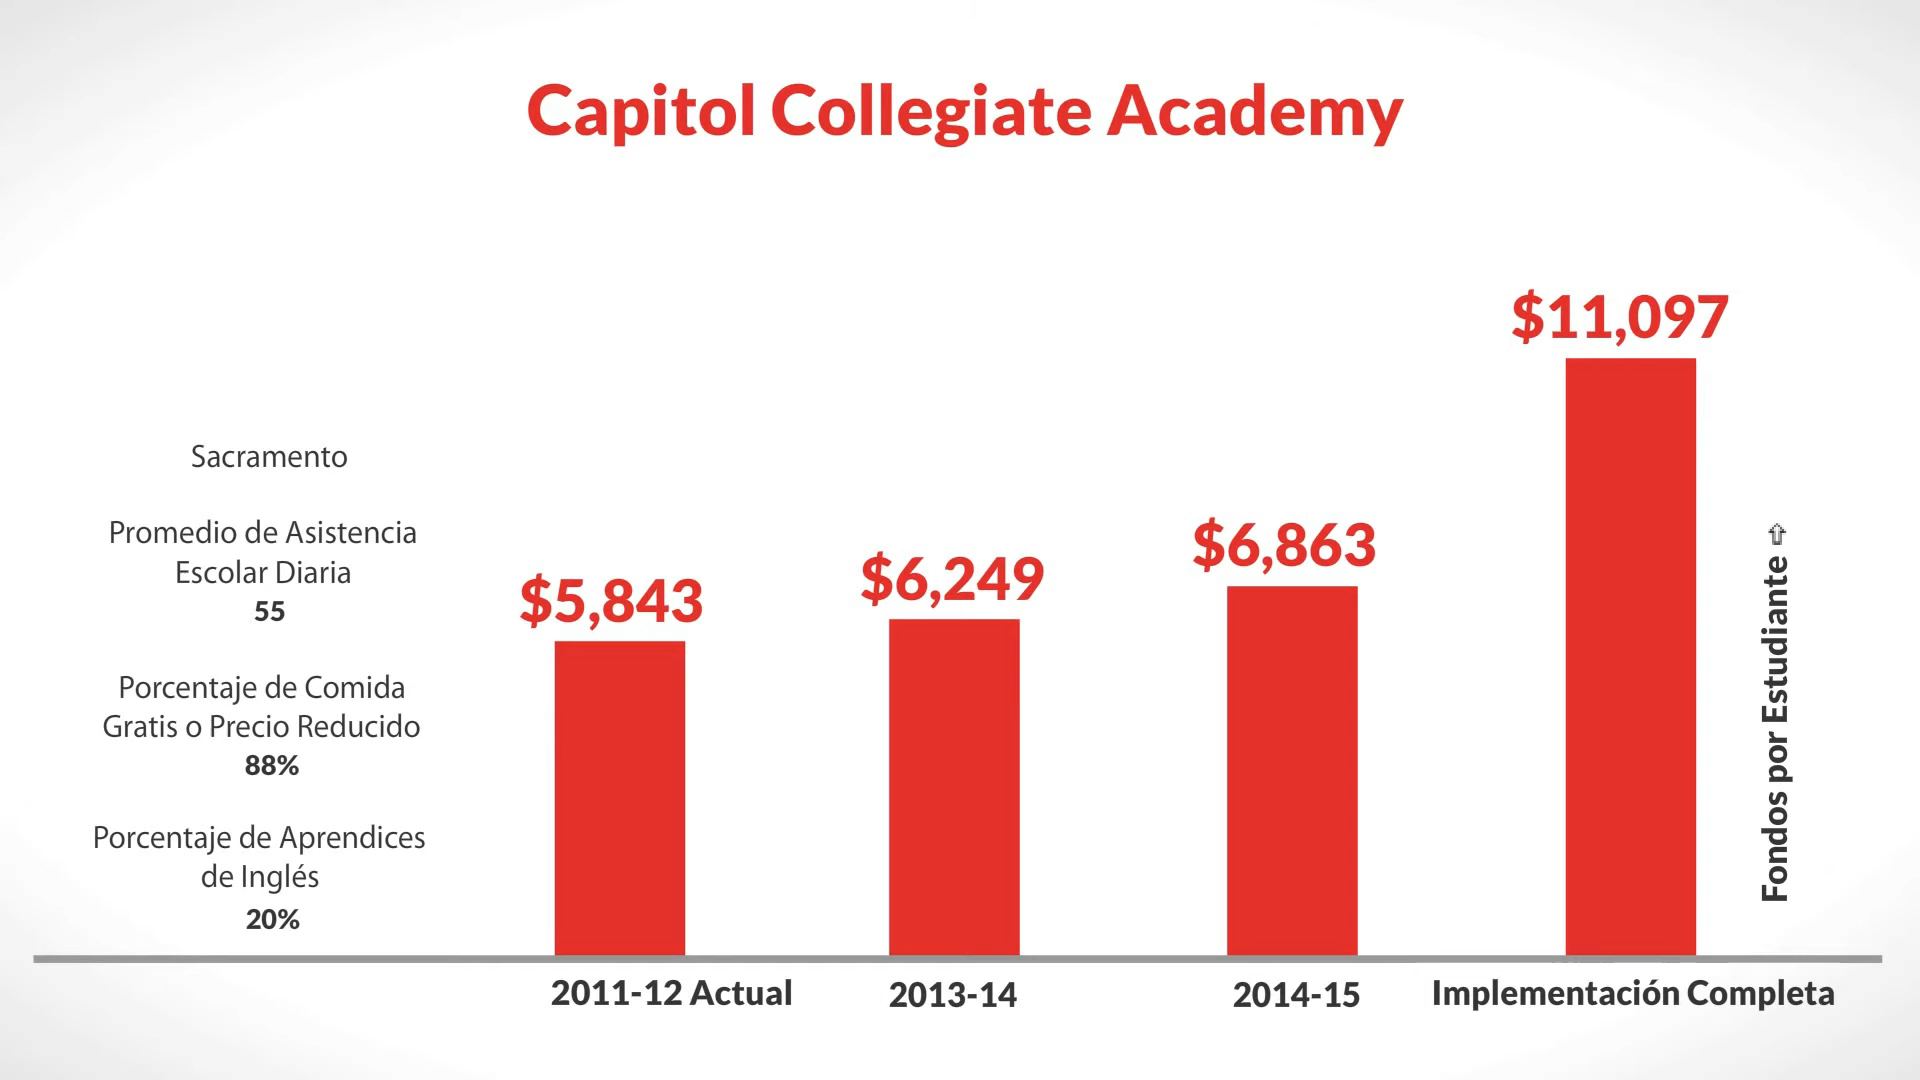 Capitol Collegiate Academy
Sacramento
Promedio de Asistencia
Escolar Diaria
55
Porcentaje de Comida
Gratis o Precio Reducido
88%
Porcentaje de Aprendices
de Inglés
20%
$5,843
$6,249
$6,863
$11,097
2011-12 Actual
2013-14
2014-15
Implementación Completa
Fondos por Estudiante ⇧